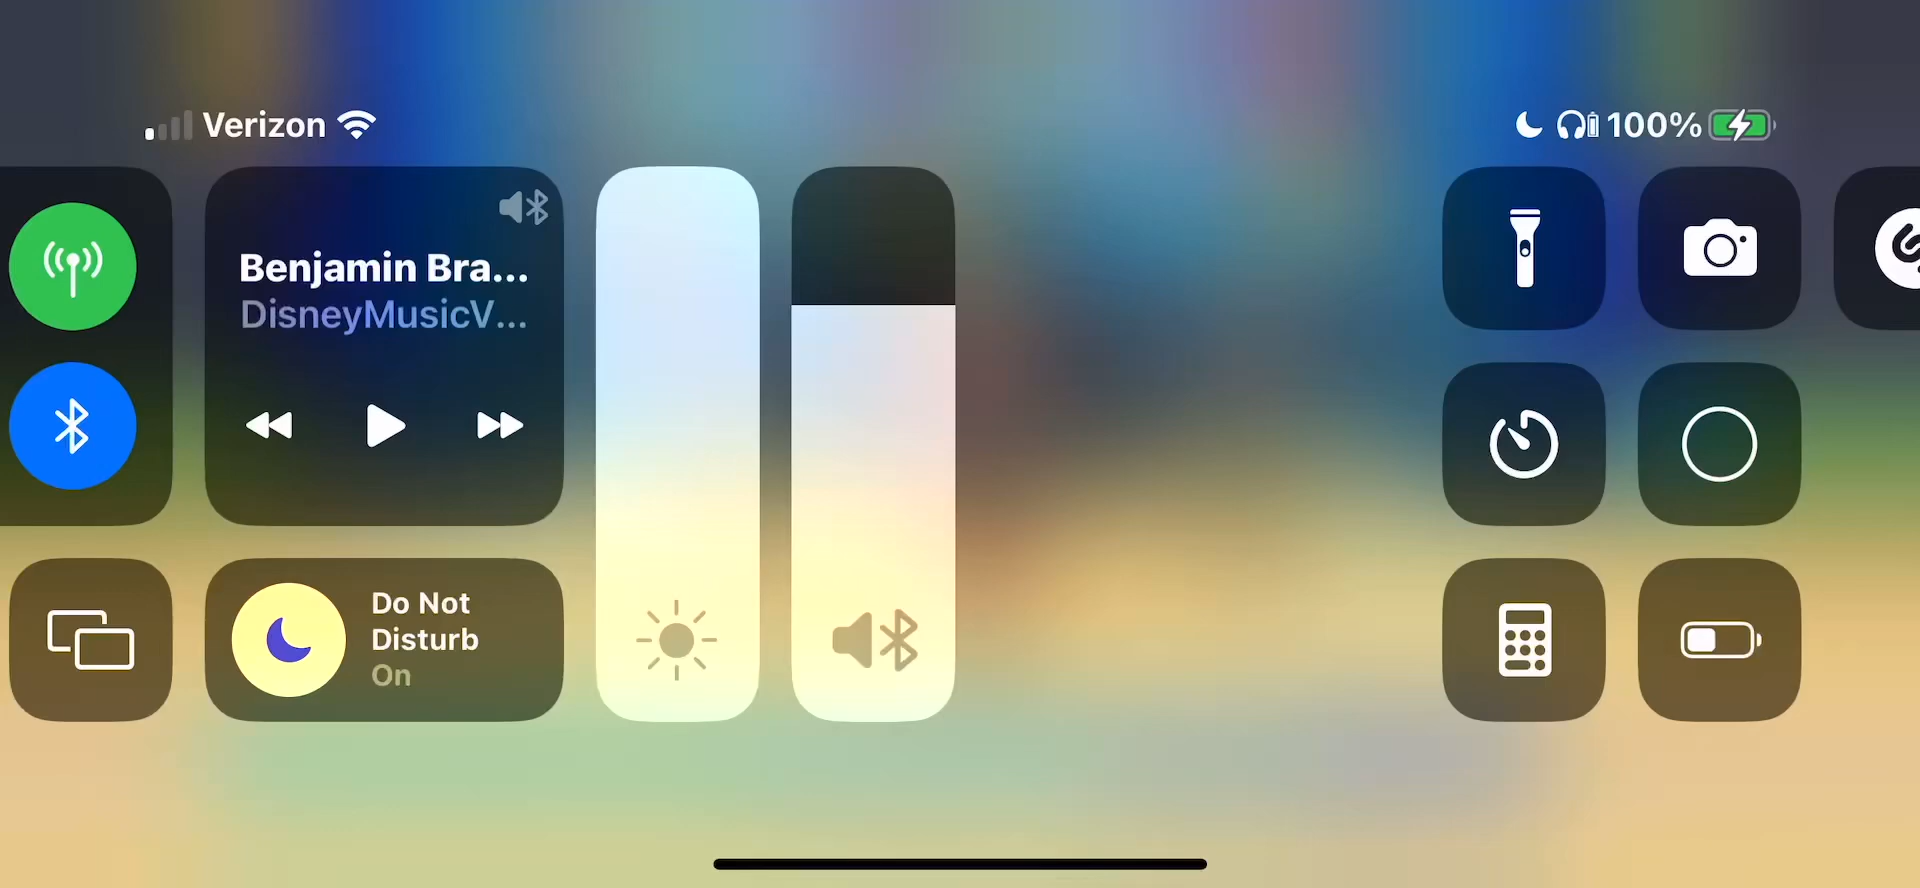 Verizon
100%
Benjamin Bra...
DisneyMusicV...
Do Not
Disturb
On